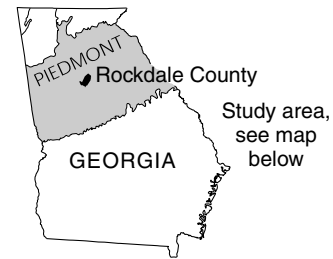 PIEDMONT
Rockdale County
Study area,
see map
below
GEORGIA